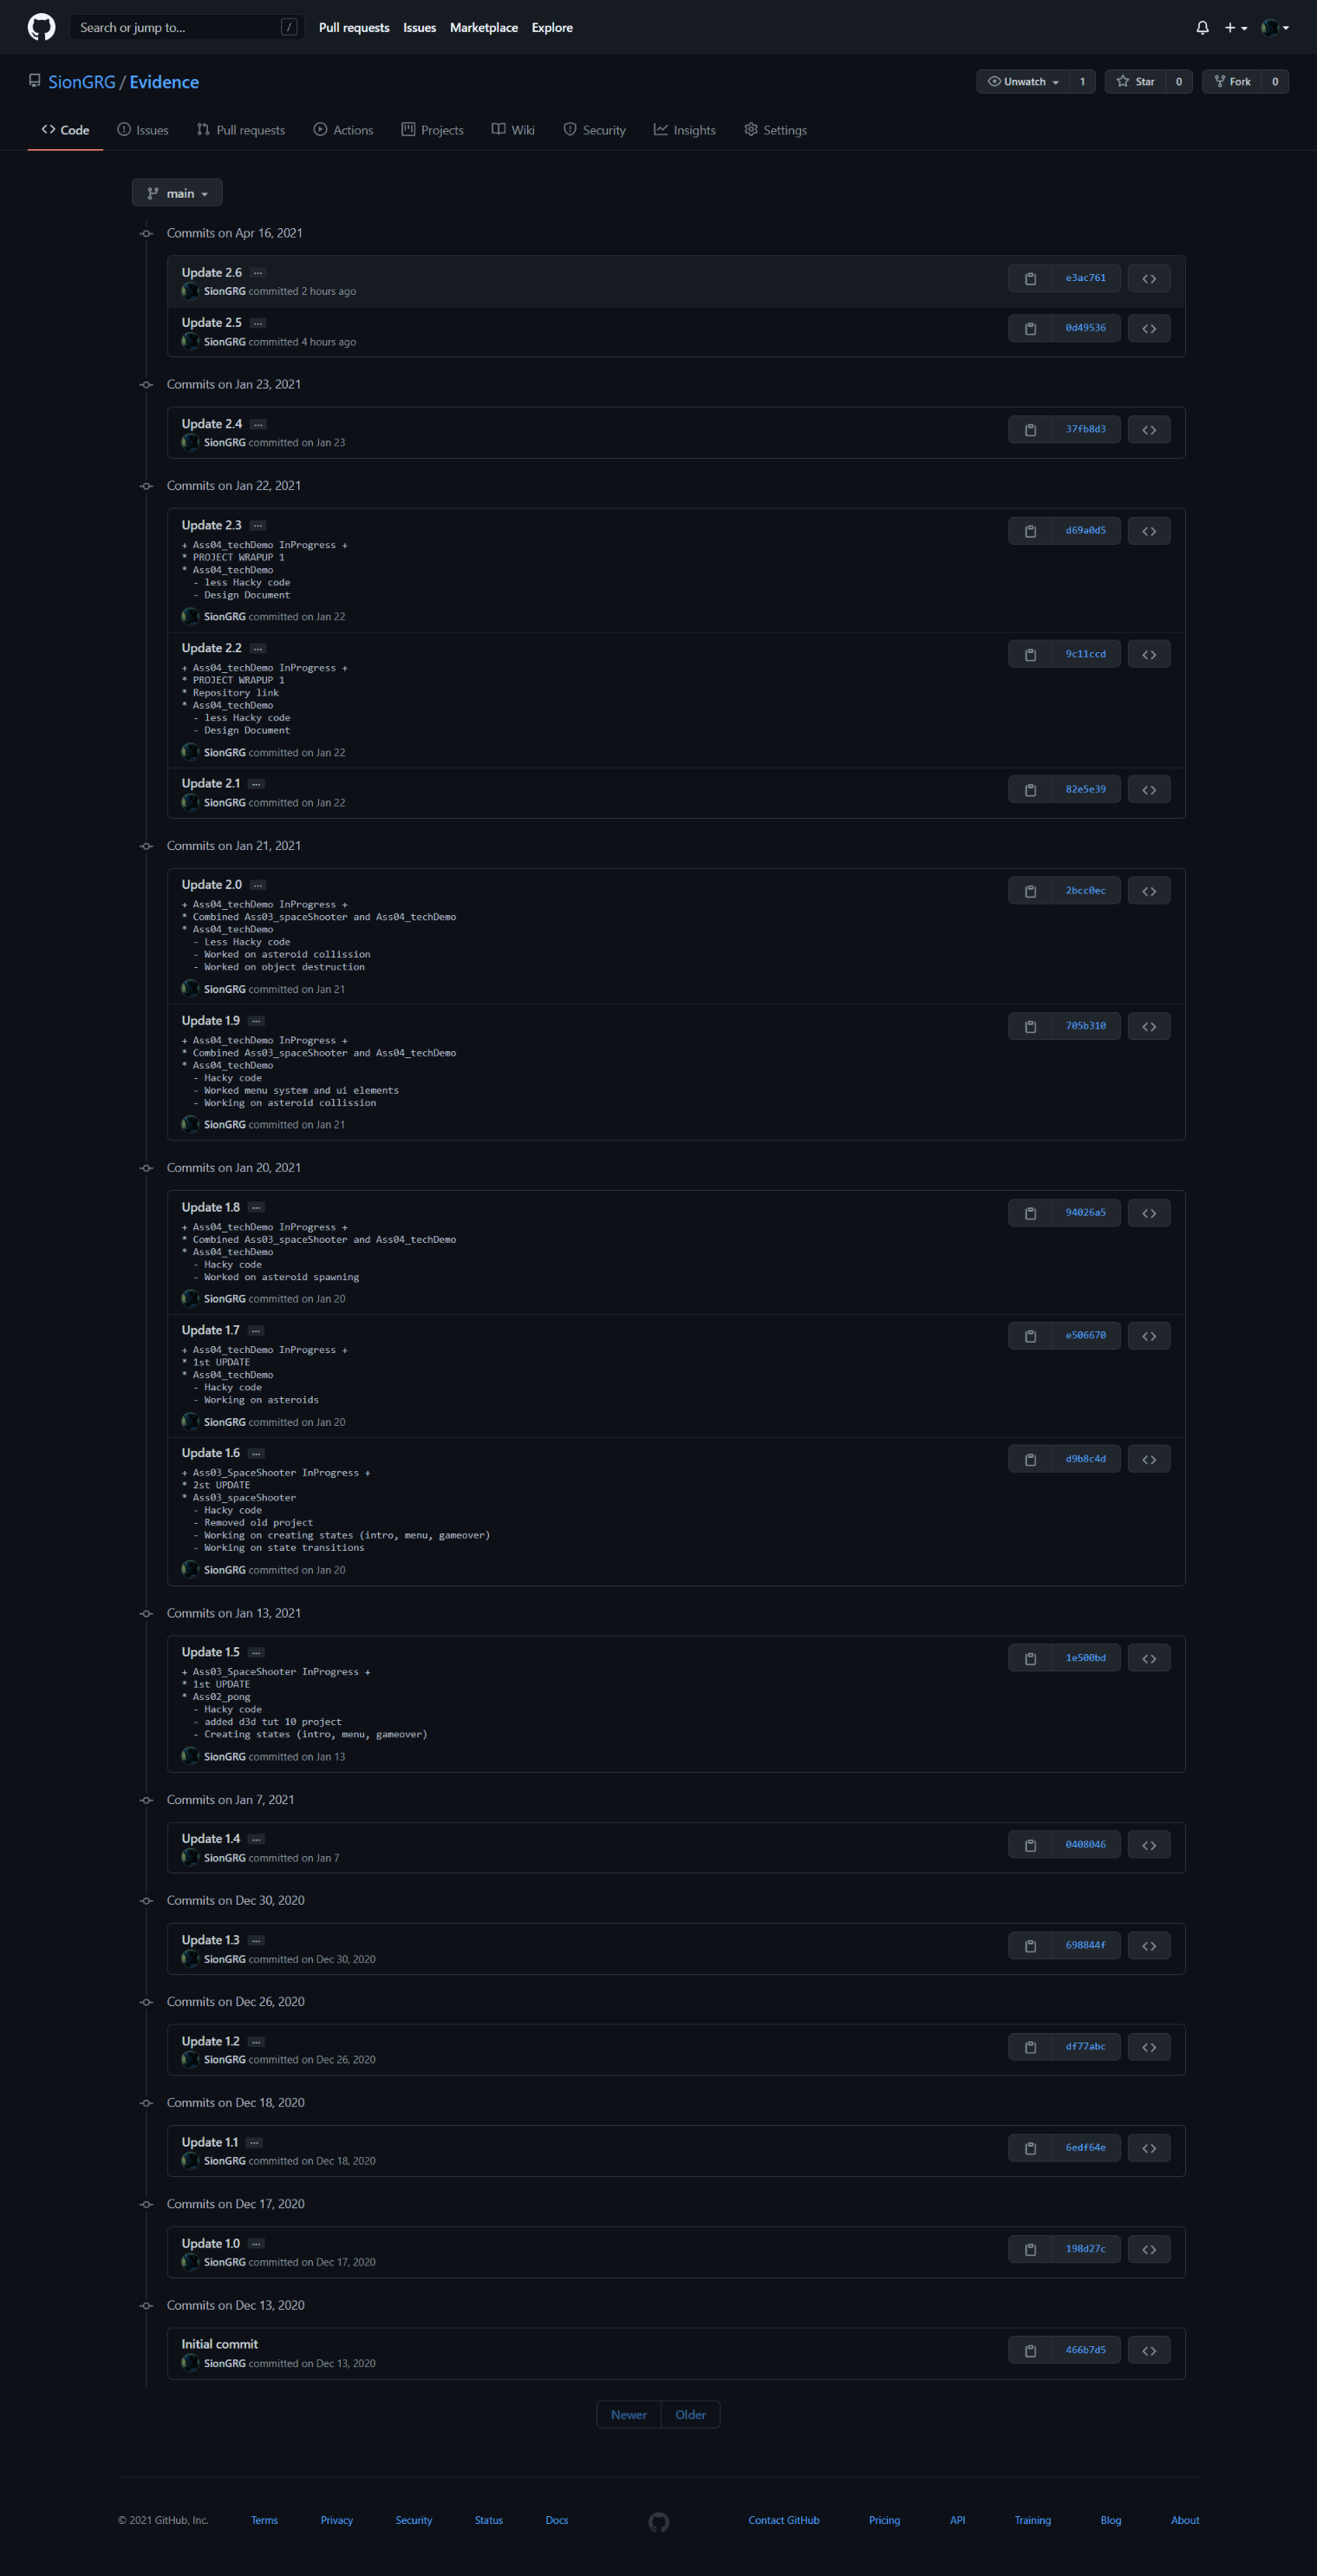 Search or jump to... /
Pull requests Issues Marketplace Explore
SionGRG / Evidence
Unwatch 1 Star 0 Fork 0
Code Issues Pull requests Actions Projects Wiki Security Insights Settings
main
Commits on Apr 16, 2021
Update 2.6 ...
SionGRG committed 2 hours ago
e3ac761
Update 2.5 ...
SionGRG committed 4 hours ago
0d49536
Commits on Jan 23, 2021
Update 2.4 ...
SionGRG committed on Jan 23
37fb8d3
Commits on Jan 22, 2021
Update 2.3 ...
d69a0d5
+ Ass04_techDemo InProgress +
* PROJECT WRAPUP 1
* Ass04_techDemo
- less Hacky code
- Design Document
SionGRG committed on Jan 22
Update 2.2 ...
9c11ccd
+ Ass04_techDemo InProgress +
* PROJECT WRAPUP 1
* Repository link
* Ass04_techDemo
- less Hacky code
- Design Document
SionGRG committed on Jan 22
Update 2.1 ...
SionGRG committed on Jan 22
82e5e39
Commits on Jan 21, 2021
Update 2.0 ...
2bcc0ec
+ Ass04_techDemo InProgress +
* Combined Ass03_spaceShooter and Ass04_techDemo
* Ass04_techDemo
- Less Hacky code
- Worked on asteroid collission
- Worked on object destruction
SionGRG committed on Jan 21
Update 1.9 ...
705b310
+ Ass04_techDemo InProgress +
* Combined Ass03_spaceShooter and Ass04_techDemo
* Ass04_techDemo
- Hacky code
- Worked menu system and ui elements
- Working on asteroid collission
SionGRG committed on Jan 21
Commits on Jan 20, 2021
Update 1.8 ...
94026a5
+ Ass04_techDemo InProgress +
* Combined Ass03_spaceShooter and Ass04_techDemo
* Ass04_techDemo
- Hacky code
- Worked on asteroid spawning
SionGRG committed on Jan 20
Update 1.7 ...
e506670
+ Ass04_techDemo InProgress +
* 1st UPDATE
* Ass04_techDemo
- Hacky code
- Working on asteroids
SionGRG committed on Jan 20
Update 1.6 ...
d9b8c4d
+ Ass03_SpaceShooter InProgress +
* 2st UPDATE
* Ass03_spaceShooter
- Hacky code
- Removed old project
- Working on creating states (intro, menu, gameover)
- Working on state transitions
SionGRG committed on Jan 20
Commits on Jan 13, 2021
Update 1.5 ...
1e500bd
+ Ass03_SpaceShooter InProgress +
* 1st UPDATE
* Ass02_pong
- Hacky code
- added d3d tut 10 project
- Creating states (intro, menu, gameover)
SionGRG committed on Jan 13
Commits on Jan 7, 2021
Update 1.4 ...
SionGRG committed on Jan 7
0408046
Commits on Dec 30, 2020
Update 1.3 ...
SionGRG committed on Dec 30, 2020
698844f
Commits on Dec 26, 2020
Update 1.2 ...
SionGRG committed on Dec 26, 2020
df77abc
Commits on Dec 18, 2020
Update 1.1 ...
SionGRG committed on Dec 18, 2020
6edf64e
Commits on Dec 17, 2020
Update 1.0 ...
SionGRG committed on Dec 17, 2020
198d27c
Commits on Dec 13, 2020
Initial commit
SionGRG committed on Dec 13, 2020
466b7d5
Newer Older
© 2021 GitHub, Inc. Terms Privacy Security Status Docs Contact GitHub Pricing API Training Blog About